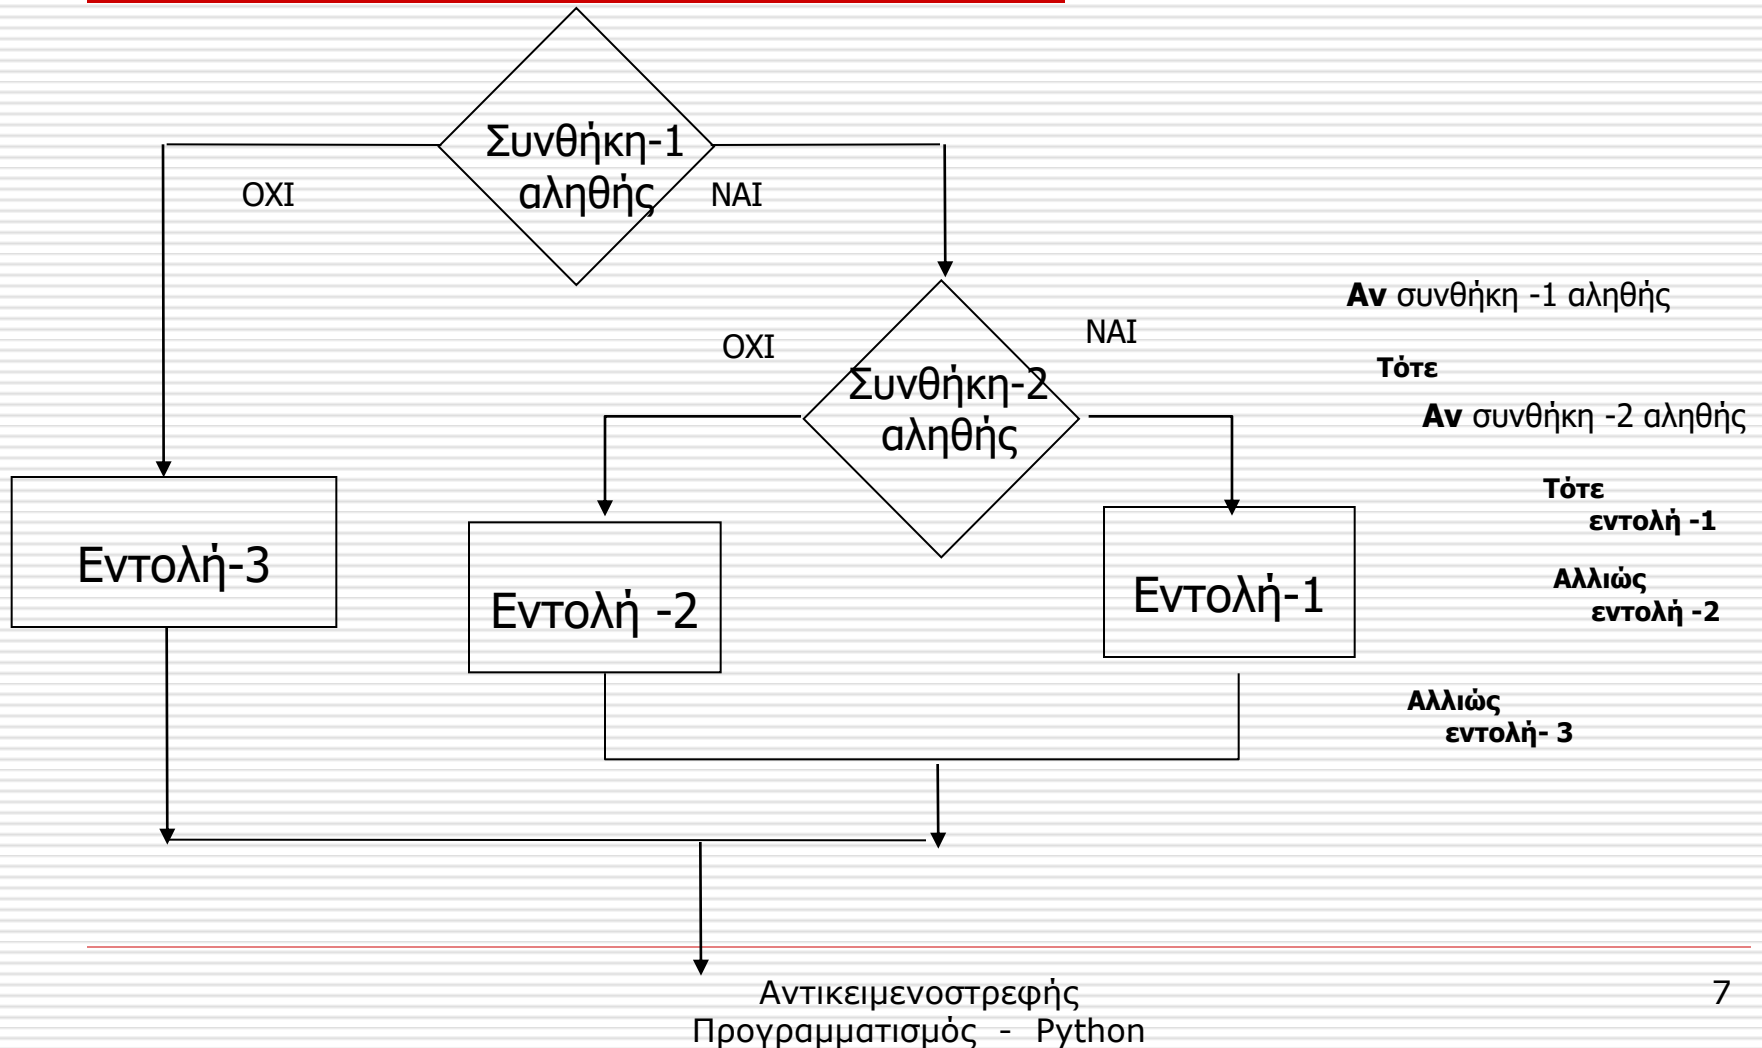 Συνθήκη-1
αληθής
ΟΧΙ
ΝΑΙ
Συνθήκη-2
αληθής
ΟΧΙ
ΝΑΙ
Εντολή-3
Εντολή -2
Εντολή-1
Αν συνθήκη -1 αληθής
Τότε
Αν συνθήκη -2 αληθής
Τότε
εντολή -1
Αλλιώς
εντολή -2
Αλλιώς
εντολή- 3
Αντικειμενοστρεφής
Προγραμματισμός - Python
7